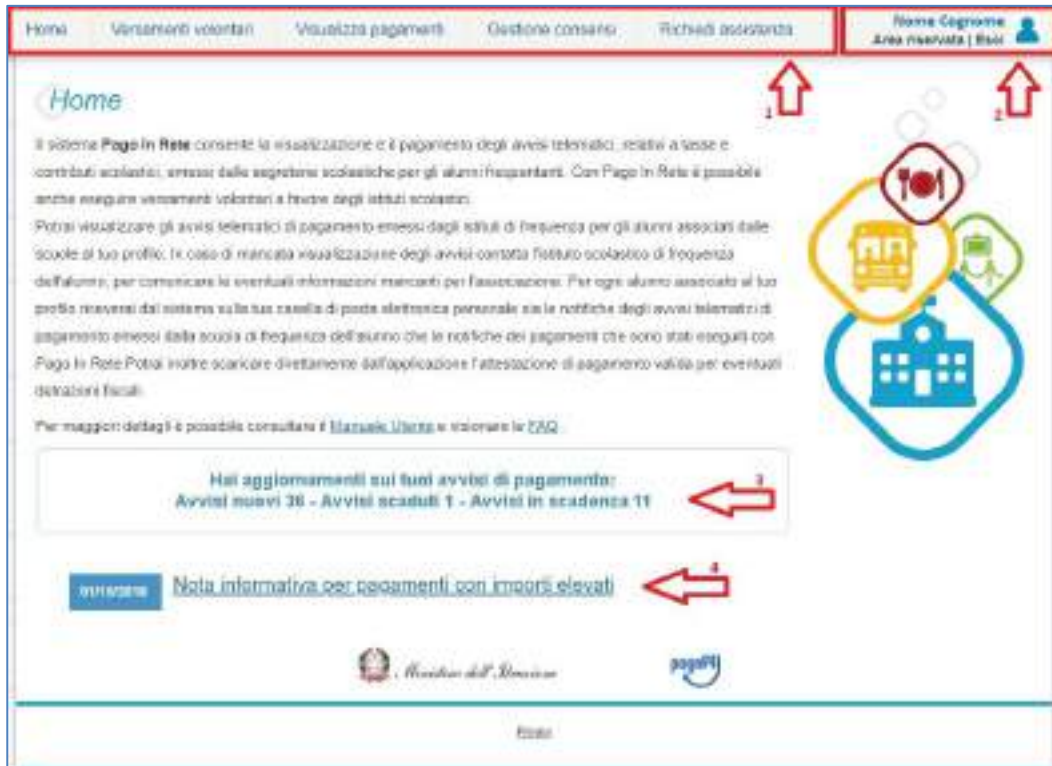 Home Versamenti volontari Visualizza pagamenti Gestione consensi Richiedi assistenza
Nome Cognome
Area riservata | Esci
1
2
Home
Il sistema Pago In Rete consente la visualizzazione e il pagamento degli avvisi telematici, relativi a tasse e
contributi scolastici, emessi dalle segreterie scolastiche per gli alunni frequentanti. Con Pago In Rete è possibile
anche eseguire versamenti volontari a favore degli istituti scolastici.
Potrai visualizzare gli avvisi telematici di pagamento emessi dagli istituti di frequenza per gli alunni associati dalle
scuole al tuo profilo. In caso di mancata visualizzazione degli avvisi contatta l'istituto scolastico di frequenza
dell'alunno, per comunicare le eventuali informazioni mancanti per l'associazione. Per ogni alunno associato al tuo
profilo riceverai dal sistema sulla tua casella di posta elettronica personale sia le notifiche degli avvisi telematici di
pagamento emessi dalla scuola di frequenza dell'alunno che le notifiche dei pagamenti che sono stati eseguiti con
Pago In Rete.Potrai inoltre scaricare direttamente dall'applicazione l'attestazione di pagamento valida per eventuali
detrazioni fiscali.
Per maggiori dettagli è possibile consultare il Manuale Utente e visionare le FAQ
Hai aggiornamenti sui tuoi avvisi di pagamento:
Avvisi nuovi 36 - Avvisi scaduti 1 - Avvisi in scadenza 11
3
Nota informativa per pagamenti con importi elevati
4
Ministero dell'Istruzione
pagoPA